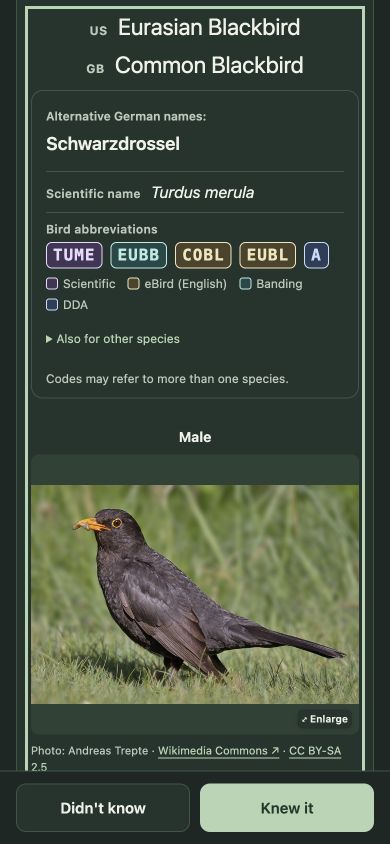 US Eurasian Blackbird
GB Common Blackbird
Alternative German names:
Schwarzdrossel
Scientific name Turdus merula
Bird abbreviations
TUME EUBB COBL EUBL A
Scientific eBird (English) Banding
DDA
▶ Also for other species
Codes may refer to more than one species.
Male
Enlarge
Photo: Andreas Trepte · Wikimedia Commons ↗ · CC BY-SA
2.5
Didn't know Knew it